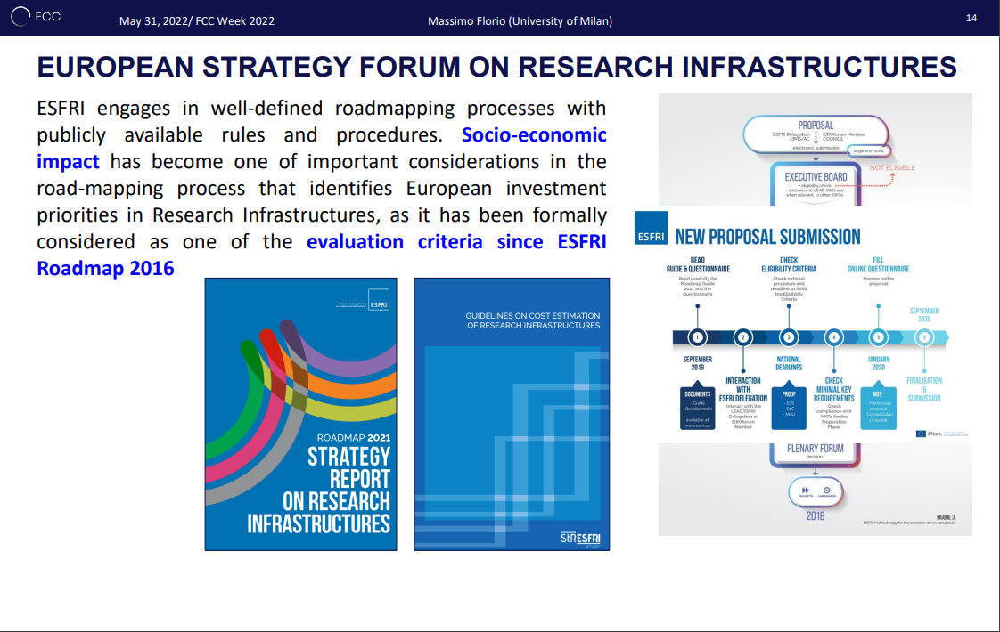 FCC
May 31, 2022/ FCC Week 2022
Massimo Florio (University of Milan)
14
EUROPEAN STRATEGY FORUM ON RESEARCH INFRASTRUCTURES
ESFRI engages in well-defined roadmapping processes with
publicly available rules and procedures. Socio-economic
impact has become one of important considerations in the
road-mapping process that identifies European investment
priorities in Research Infrastructures, as it has been formally
considered as one of the evaluation criteria since ESFRI
Roadmap 2016
European Strategy Forum
on Research Infrastructures
ESFRI
ROADMAP 2021
STRATEGY
REPORT
ON RESEARCH
INFRASTRUCTURES
GUIDELINES ON COST ESTIMATION
OF RESEARCH INFRASTRUCTURES
StRESFRI
STUDY
PROPOSAL
ESFRI Delegation
+3MS/AC
EIROforum Member
COUNCIL
electronic submission
single entry point
NOT ELIGIBLE
EXECUTIVE BOARD
• eligibility check
• attribution to LEAD SWG and,
when relevant, to other SWGs
ESFRI
NEW PROPOSAL SUBMISSION
READ
GUIDE & QUESTIONNAIRE
Read carefully the
Roadmap Guide
2021 and the
Questionnaire
CHECK
ELIGIBILITY CRITERIA
Check national
procedure and
deadline to fulfill
the Eligibility
Criteria
FILL
ONLINE QUESTIONNAIRE
Prepare online
proposal
SEPTEMBER
2020
1
2
3
4
5
6
SEPTEMBER
2019
DOCUMENTS
- Guide
- Questionnaire
available at
www.esfri.eu
INTERACTION
WITH
ESFRI DELEGATION
Interact with the
LEAD ESFRI
Delegation or
EIROforum
Member
NATIONAL
DEADLINES
PROOF
- EoS
- EoC
- MoU
CHECK
MINIMAL KEY
REQUIREMENTS
Check
compliance with
MKRs for the
Preparation
Phase
JANUARY
2020
MOS
- Preliminary
proposal
- Consolidated
proposal
FINALISATION
&
SUBMISSION
PLENARY FORUM
decision
PROJECTS
LANDMARKS
2018
FIGURE 3.
ESFRI Methodology for the selection of new proposals.